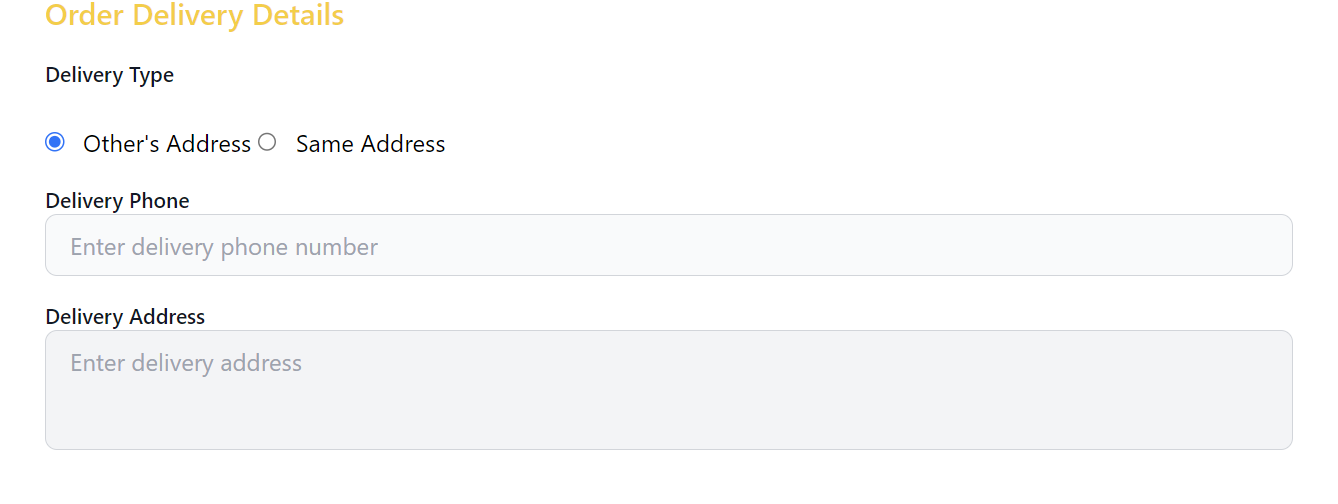 Order Delivery Details
Delivery Type
Other's Address Same Address
Delivery Phone
Enter delivery phone number
Delivery Address
Enter delivery address